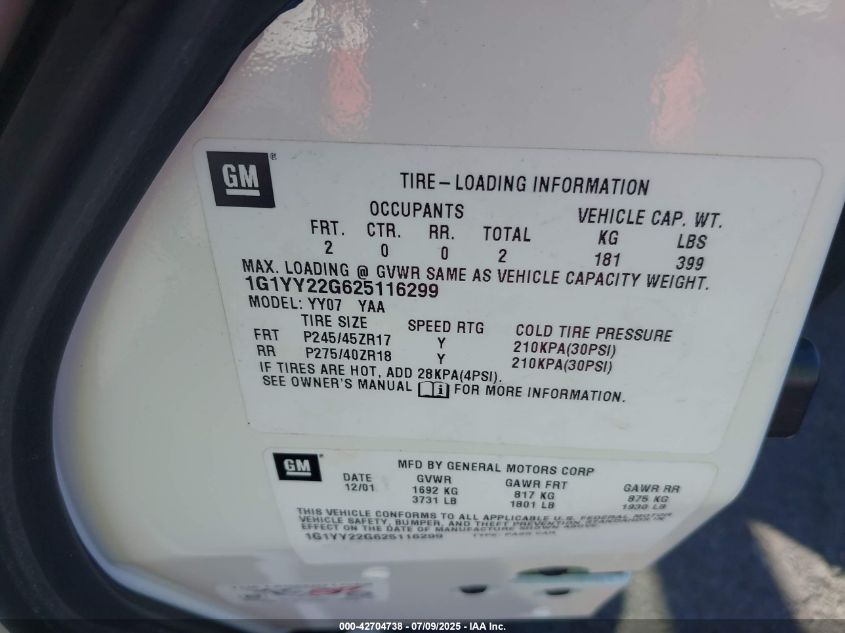 GM®
TIRE-LOADING INFORMATION
OCCUPANTS VEHICLE CAP. WT.
FRT. CTR. RR. TOTAL KG LBS
2 0 0 2 181 399
MAX. LOADING @ GVWR SAME AS VEHICLE CAPACITY WEIGHT.
1G1YY22G625116299
MODEL: YY07 YAA
TIRE SIZE SPEED RTG COLD TIRE PRESSURE
FRT P245/45ZR17 Y 210KPA(30PSI)
RR P275/40ZR18 Y 210KPA(30PSI)
IF TIRES ARE HOT, ADD 28KPA(4PSI).
SEE OWNER'S MANUAL FOR MORE INFORMATION.
GM
MFD BY GENERAL MOTORS CORP
DATE GVWR GAWR FRT GAWR RR
12/01 1692 KG 817 KG 875 KG
3731 LB 1801 LB 1930 LB
THIS VEHICLE CONFORMS TO ALL APPLICABLE U.S. FEDERAL MOTOR
VEHICLE SAFETY, BUMPER, AND THEFT PREVENTION STANDARDS IN
EFFECT ON THE DATE OF MANUFACTURE SHOWN ABOVE.
1G1YY22G625116299 TYPE: PASS CAR
000-42704738 - 07/09/2025 - IAA Inc.